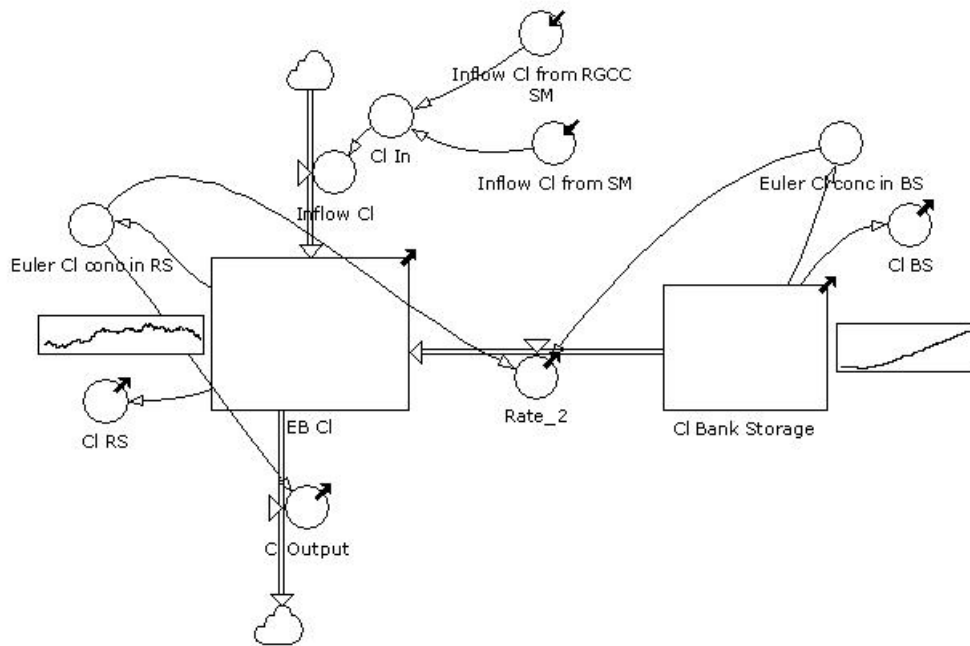 Inflow Cl from RGCC
SM
Cl In
Inflow Cl from SM
Euler Cl conc in BS
Inflow Cl
Euler Cl conc in RS
Cl BS
Cl RS
EB Cl
Rate_2
Cl Bank Storage
Cl Output